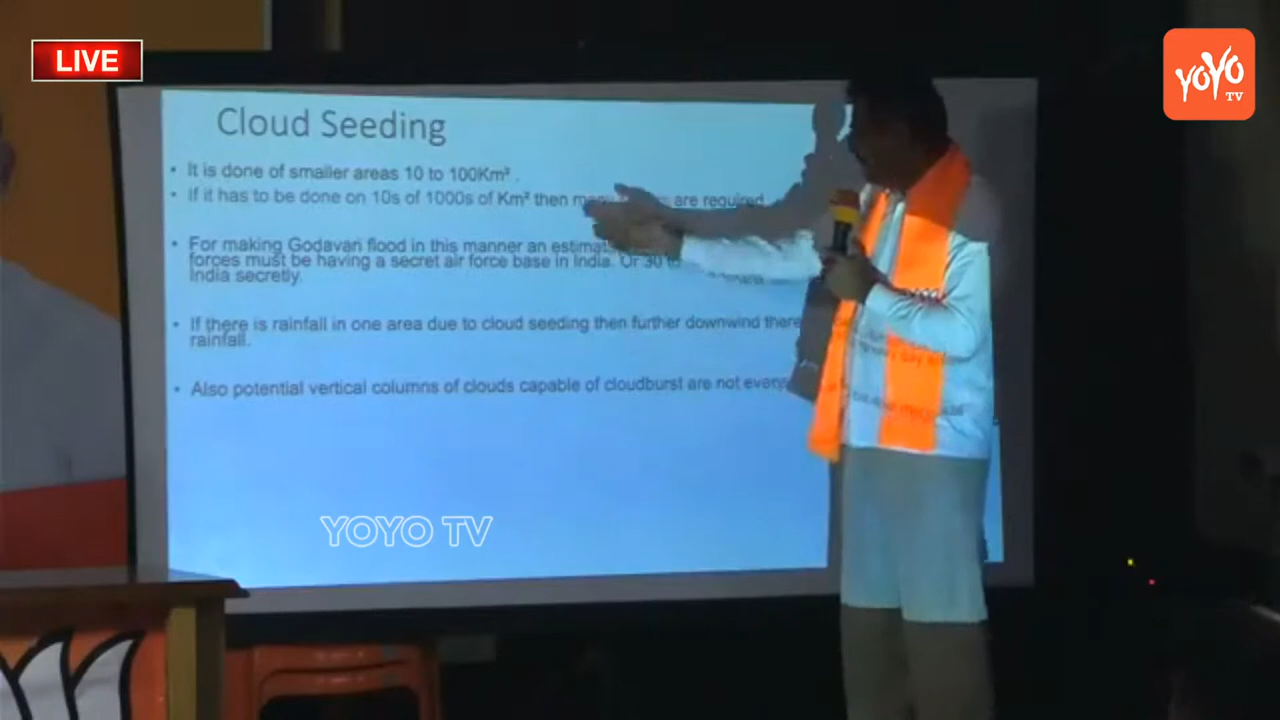 LIVE
YOYO
TV
Cloud Seeding
• It is done of smaller areas 10 to 100Km² .
• If it has to be done on 10s of 1000s of Km² then are required
• For making Godavari flood in this manner an
forces must be having a secret air force base in India. Or 30
India secretly.
• If there is rainfall in one area due to cloud seeding then further downwind there
rainfall.
• Also potential vertical columns of clouds capable of cloudburst are not
YOYO TV